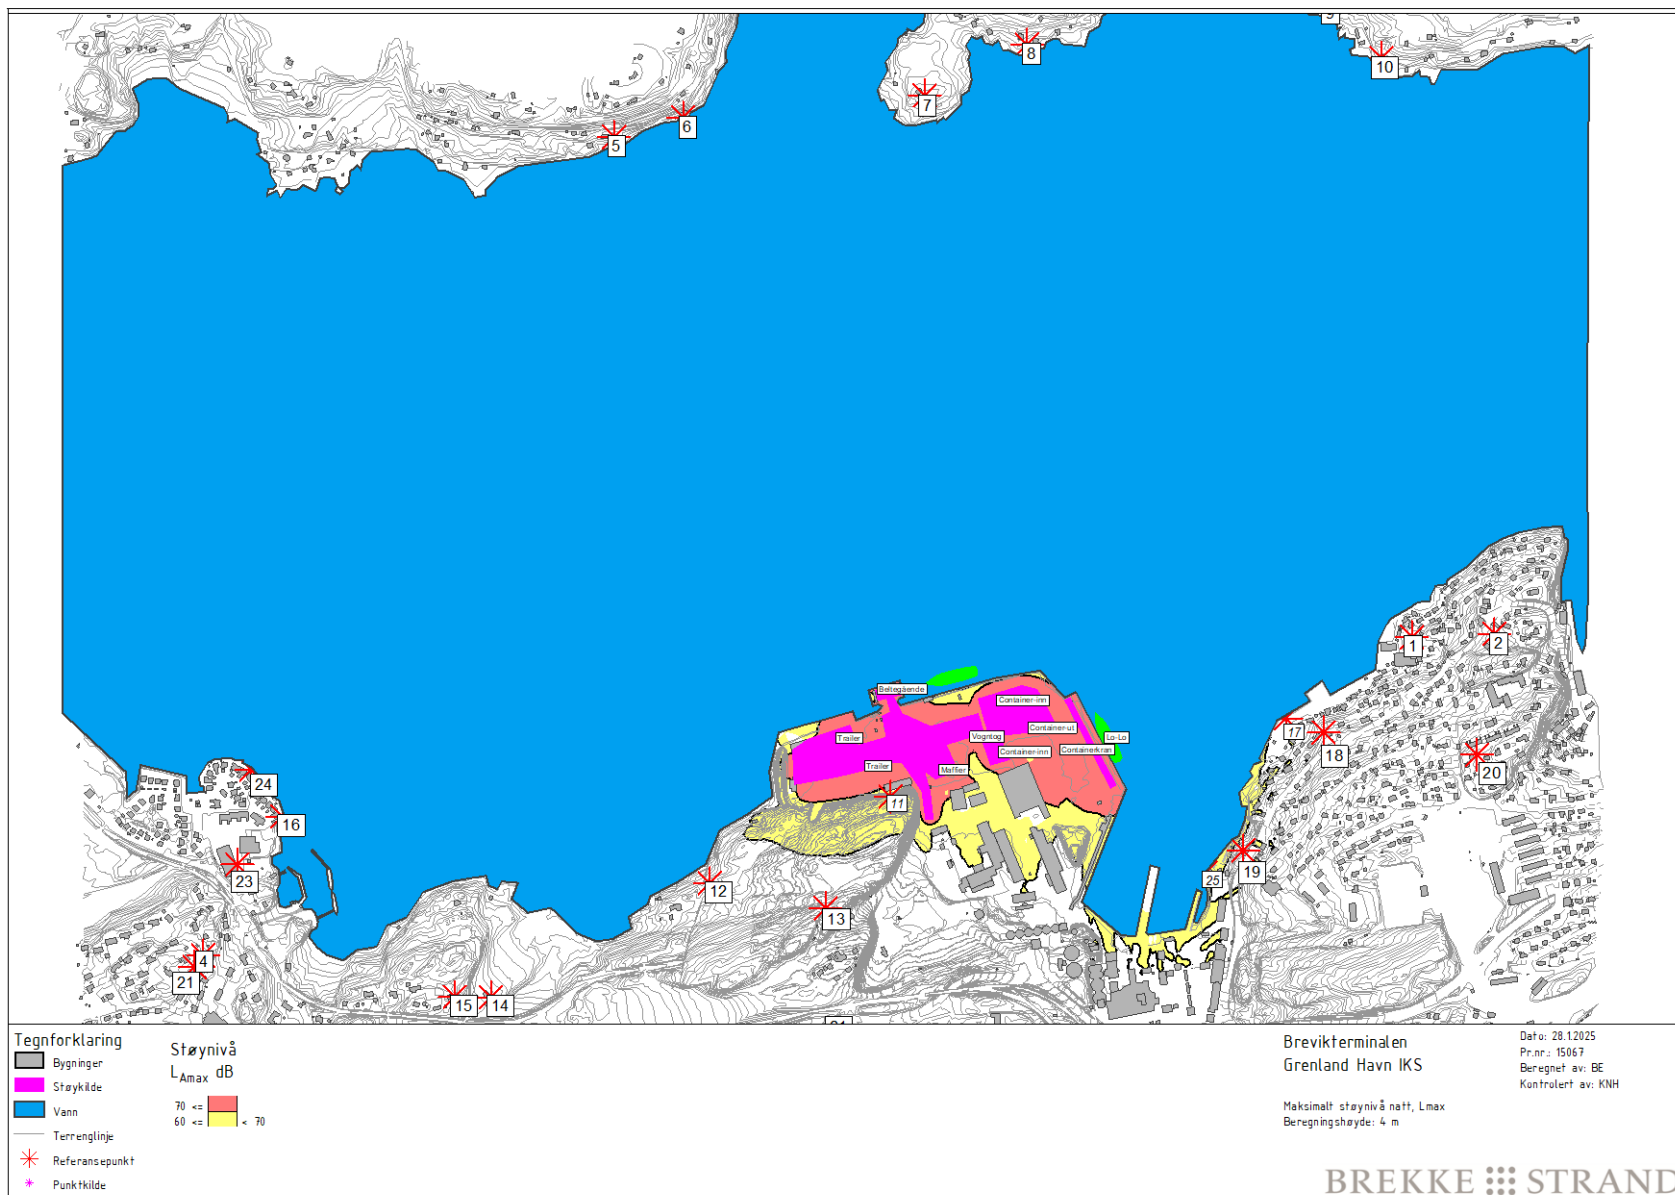 9
8
10
7
6
5
1
2
Beltegående
Container-inn
Container-ut
Trailer
Vogntog
Lo-Lo
Container-inn
Containerkran
Trailer
Maffier
17
18
20
24
11
16
19
23
25
12
13
4
21
15
14
Tegnforklaring
Bygninger
Støykilde
Vann
Terrenglinje
Referansepunkt
Punktkilde
Støynivå
LAmax dB
70 <=
60 <= < 70
Brevikterminalen
Grenland Havn IKS
Maksimalt støynivå natt, Lmax
Beregningshøyde: 4 m
Dato: 28.1.2025
Pr.nr.: 15067
Beregnet av: BE
Kontrolert av: KNH
BREKKE STRAND